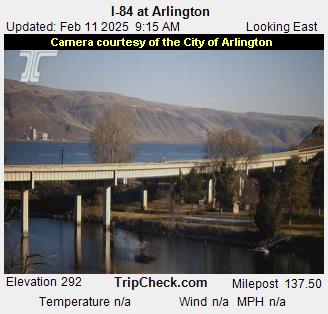 I-84 at Arlington
Updated: Feb 11 2025 9:15 AM Looking East
Camera courtesy of the City of Arlington
Elevation 292 TripCheck.com Milepost 137.50
Temperature n/a Wind n/a MPH n/a